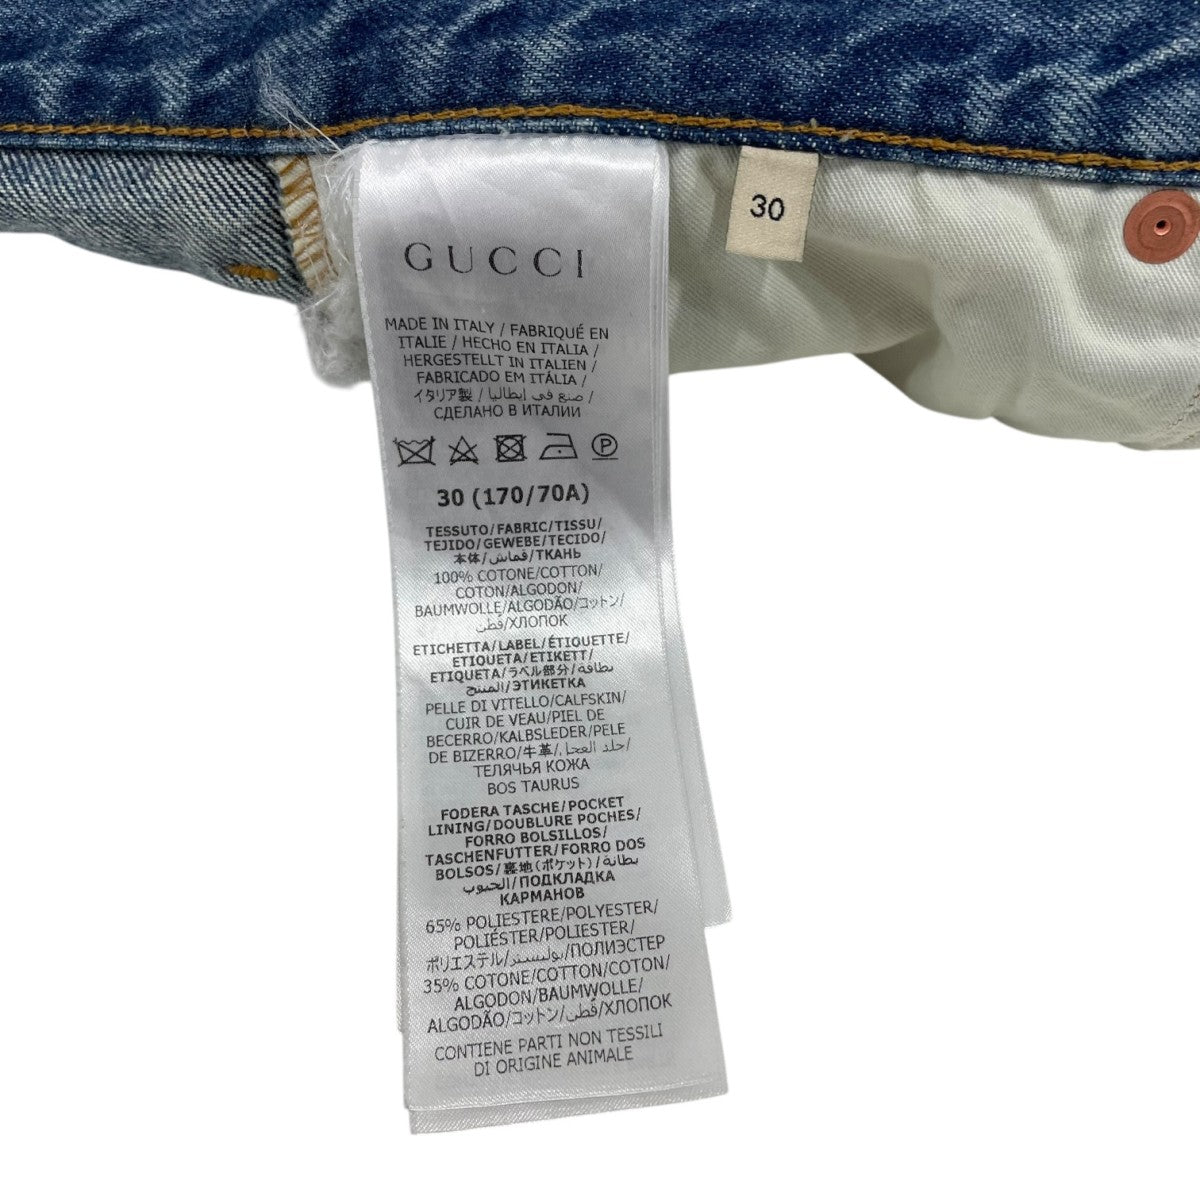 GUCCI
30
MADE IN ITALY / FABRIQUÉ EN
ITALIE / HECHO EN ITALIA /
HERGESTELLT IN ITALIEN /
FABRICADO EM ITÁLIA /
イタリア製 / صنع في إيطاليا /
СДЕЛАНО В ИТАЛИИ
P
30 (170/70A)
TESSUTO/FABRIC/TISSU/
TEJIDO/GEWEBE/TECIDO/
本体/قماش/ТКАНЬ
100% COTONE/COTTON/
COTON/ALGODON/
BAUMWOLLE/ALGODÃO/コットン/
قطن/ХЛОПОК
ETICHETTA/LABEL/ÉTIQUETTE/
ETIQUETA/ETIKETT/
ETIQUETA/ラベル部分/بطاقة
المنتج/ЭТИКЕТКА
PELLE DI VITELLO/CALFSKIN/
CUIR DE VEAU/PIEL DE
BECERRO/KALBSLEDER/PELE
DE BIZERRO/牛革/جلد العجل/
ТЕЛЯЧЬЯ КОЖА
BOS TAURUS
FODERA TASCHE/POCKET
LINING/DOUBLURE POCHES/
FORRO BOLSILLOS/
TASCHENFUTTER/FORRO DOS
BOLSOS/裏地(ポケット)/بطانة
الجيوب/ПОДКЛАДКА
КАРМАНОВ
65% POLIESTERE/POLYESTER/
POLIÉSTER/POLIESTER/
ポリエステル/بوليستر/ПОЛИЭСТЕР
35% COTONE/COTTON/COTON/
ALGODON/BAUMWOLLE/
ALGODÃO/コットン/قطن/ХЛОПОК
CONTIENE PARTI NON TESSILI
DI ORIGINE ANIMALE